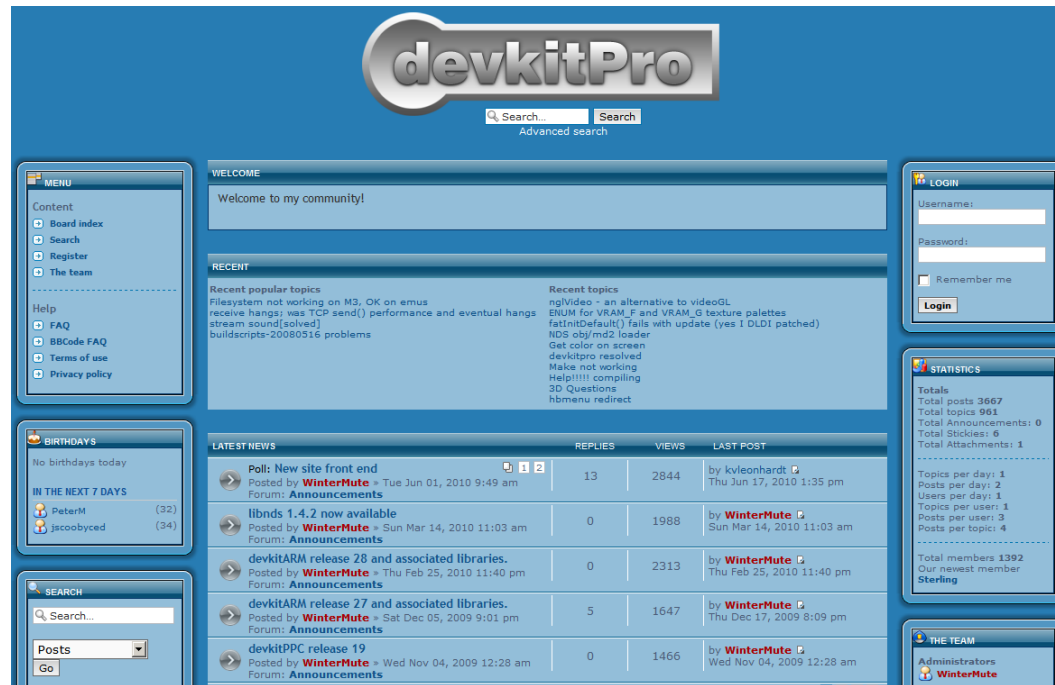 devkitPro
Search... Search
Advanced search
MENU
Content
Board index
Search
Register
The team
Help
FAQ
BBCode FAQ
Terms of use
Privacy policy
BIRTHDAYS
No birthdays today
IN THE NEXT 7 DAYS
PeterM (32)
jscoobyced (34)
SEARCH
Search...
Posts
Go
WELCOME
Welcome to my community!
RECENT
Recent popular topics
Filesystem not working on M3, OK on emus
receive hangs; was TCP send() performance and eventual hangs
stream sound[solved]
buildscripts-20080516 problems
Recent topics
nglVideo - an alternative to videoGL
ENUM for VRAM_F and VRAM_G texture palettes
fatInitDefault() fails with update (yes I DLDI patched)
NDS obj/md2 loader
Get color on screen
devkitpro resolved
Make not working
Help!!!!! compiling
3D Questions
hbmenu redirect
LATEST NEWS REPLIES VIEWS LAST POST
Poll: New site front end 1 2
Posted by WinterMute » Tue Jun 01, 2010 9:49 am
Forum: Announcements
13 2844
by kvleonhardt
Thu Jun 17, 2010 1:35 pm
libnds 1.4.2 now available
Posted by WinterMute » Sun Mar 14, 2010 11:03 am
Forum: Announcements
0 1988
by WinterMute
Sun Mar 14, 2010 11:03 am
devkitARM release 28 and associated libraries.
Posted by WinterMute » Thu Feb 25, 2010 11:40 pm
Forum: Announcements
0 2313
by WinterMute
Thu Feb 25, 2010 11:40 pm
devkitARM release 27 and associated libraries.
Posted by WinterMute » Sat Dec 05, 2009 9:01 pm
Forum: Announcements
5 1647
by WinterMute
Thu Dec 17, 2009 8:09 pm
devkitPPC release 19
Posted by WinterMute » Wed Nov 04, 2009 12:28 am
Forum: Announcements
0 1466
by WinterMute
Wed Nov 04, 2009 12:28 am
LOGIN
Username:
Password:
Remember me
Login
STATISTICS
Totals
Total posts 3667
Total topics 961
Total Announcements: 0
Total Stickies: 6
Total Attachments: 1
Topics per day: 1
Posts per day: 2
Users per day: 1
Topics per user: 1
Posts per user: 3
Posts per topic: 4
Total members 1392
Our newest member
Sterling
THE TEAM
Administrators
WinterMute